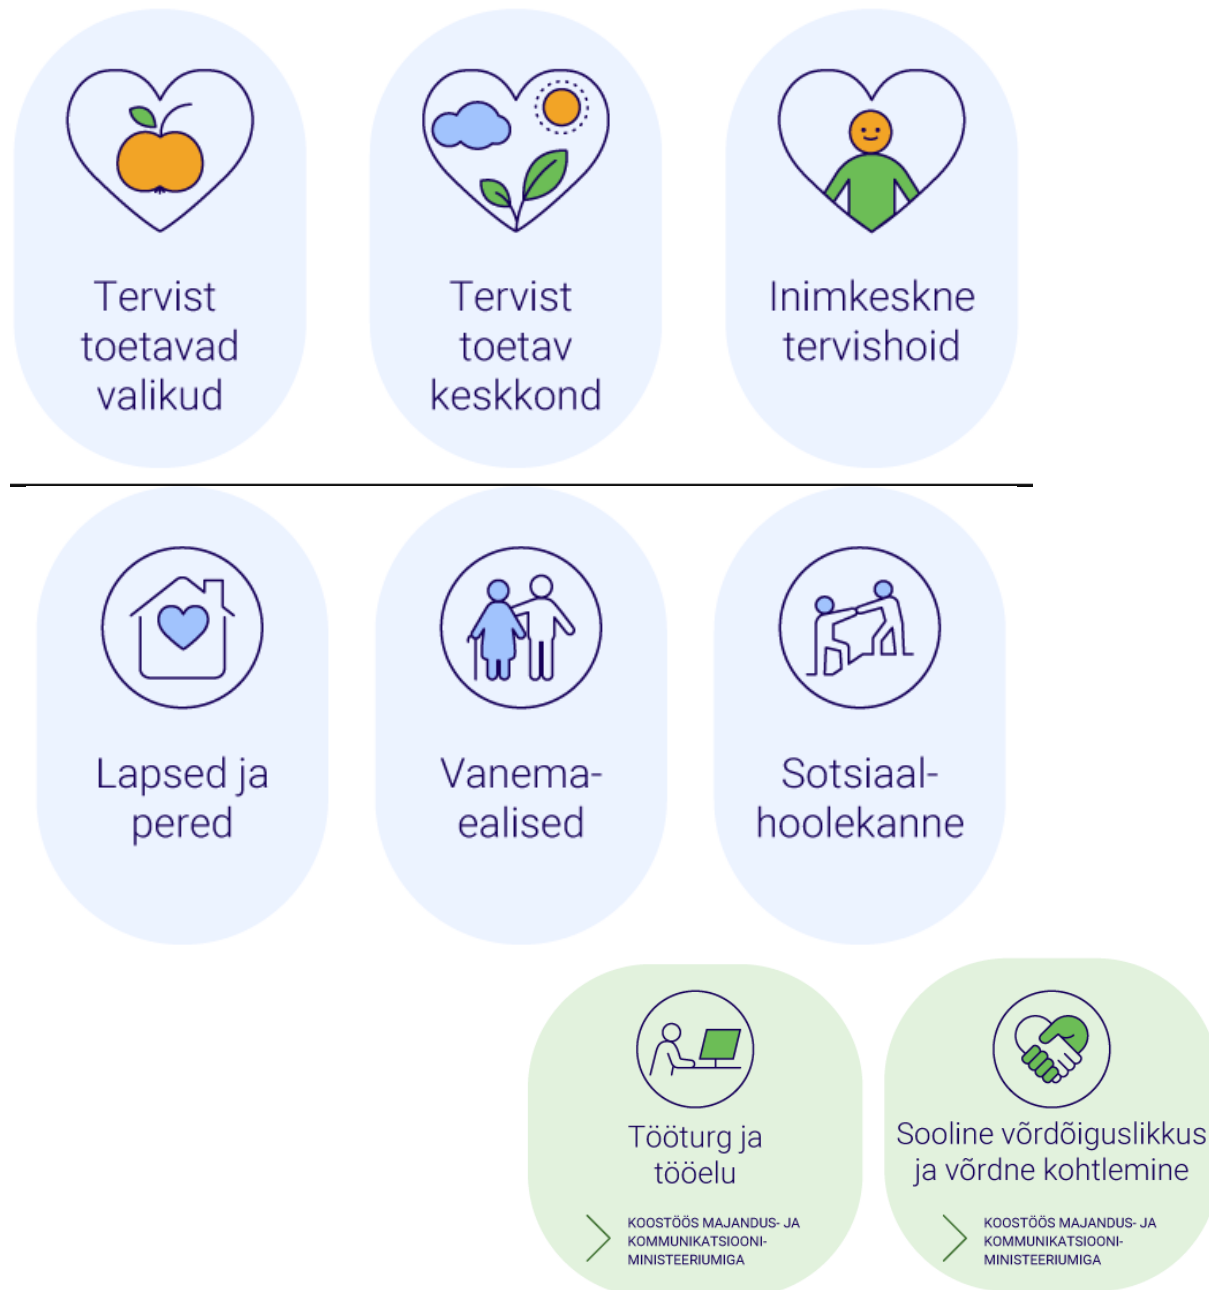 Tervist
toetavad
valikud
Tervist
toetav
keskkond
Inimkeskne
tervishoid
Lapsed ja
pered
Vanema-
ealised
Sotsiaal-
hoolekanne
Tööturg ja
tööelu
KOOSTÖÖS MAJANDUS- JA
KOMMUNIKATSIOONI-
MINISTEERIUMIGA
Sooline võrdõiguslikkus
ja võrdne kohtlemine
KOOSTÖÖS MAJANDUS- JA
KOMMUNIKATSIOONI-
MINISTEERIUMIGA